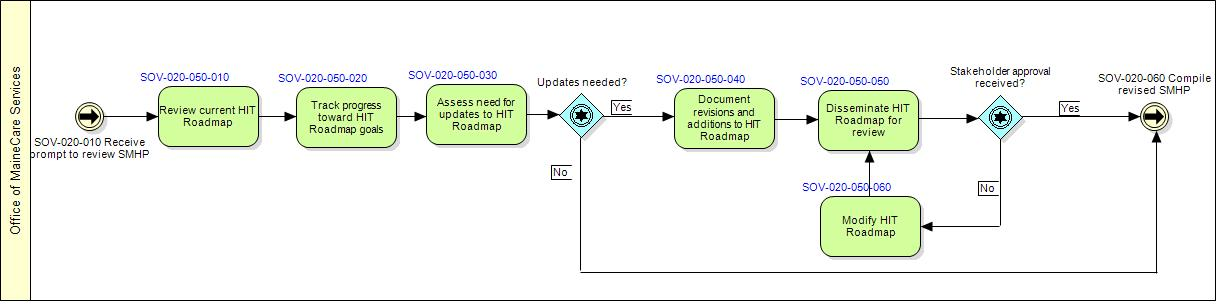 Office of MaineCare Services
SOV-020-010 Receive
prompt to review SMHP
SOV-020-050-010
Review current HIT
Roadmap
SOV-020-050-020
Track progress
toward HIT
Roadmap goals
SOV-020-050-030
Assess need for
updates to HIT
Roadmap
Updates needed?
Yes
No
SOV-020-050-040
Document
revisions and
additions to HIT
Roadmap
SOV-020-050-050
Disseminate HIT
Roadmap for
review
Stakeholder approval
received?
Yes
No
SOV-020-050-060
Modify HIT
Roadmap
SOV-020-060 Compile
revised SMHP